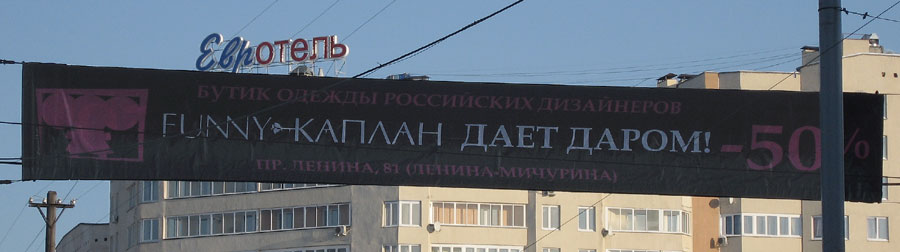 Евротель
БУТИК ОДЕЖДЫ РОССИЙСКИХ ДИЗАЙНЕРОВ
FUNNY КАПЛАН ДАЕТ ДАРОМ! -50%
ПР. ЛЕНИНА, 81 (ЛЕНИНА-МИЧУРИНА)